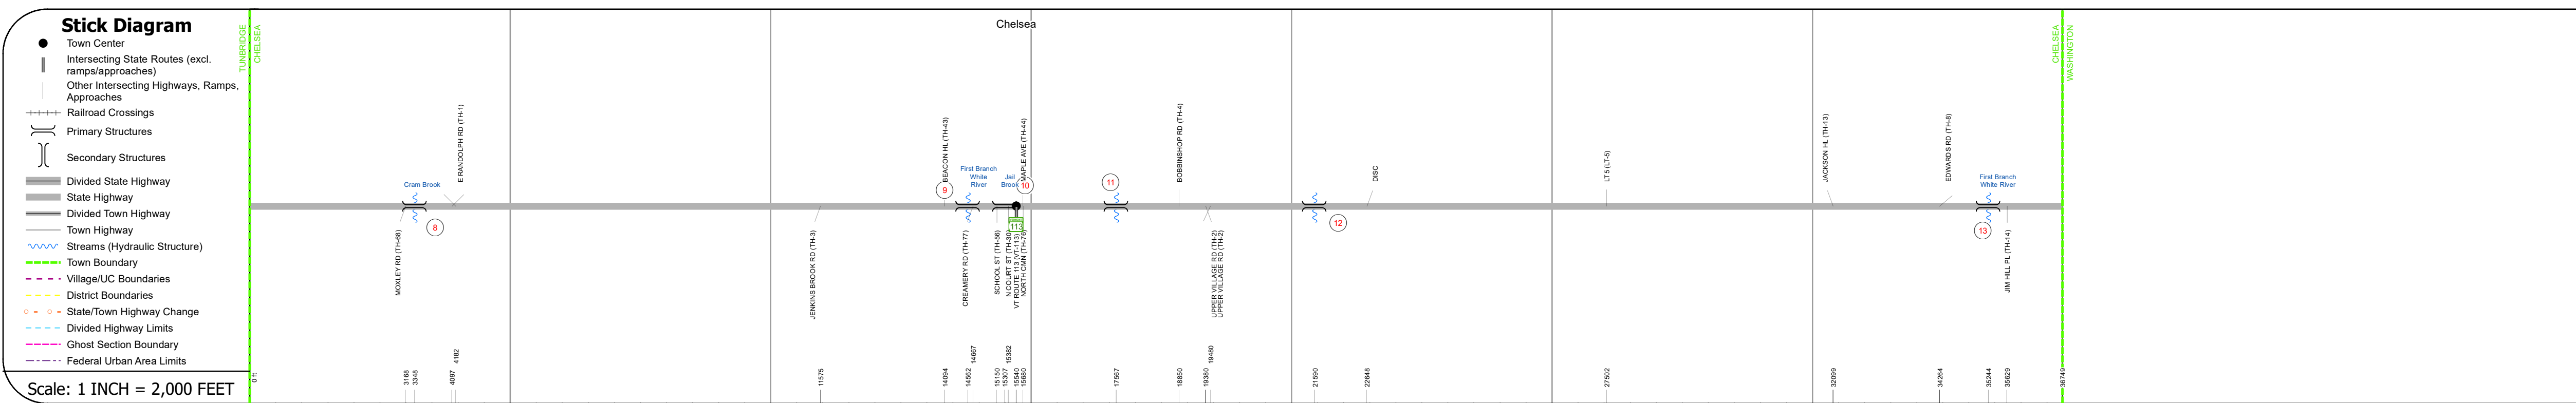 Stick Diagram
Town Center
Intersecting State Routes (excl.
ramps/approaches)
Other Intersecting Highways, Ramps,
Approaches
Railroad Crossings
Primary Structures
Secondary Structures
Divided State Highway
State Highway
Divided Town Highway
Town Highway
Streams (Hydraulic Structure)
Town Boundary
Village/UC Boundaries
District Boundaries
State/Town Highway Change
Divided Highway Limits
Ghost Section Boundary
Federal Urban Area Limits
Scale: 1 INCH = 2,000 FEET
TUNBRIDGE
CHELSEA
Chelsea
CHELSEA
WASHINGTON
E RANDOLPH RD (TH-1)
BEACON HL (TH-43)
MAPLE AVE (TH-44)
BOBBINSHOP RD (TH-4)
DISC
LT 5 (LT-5)
JACKSON HL (TH-13)
EDWARDS RD (TH-8)
Cram Brook
First Branch
White
River
Jail
Brook
First Branch
White River
8
9
10
11
12
13
113
MOXLEY RD (TH-68)
JENKINS BROOK RD (TH-3)
CREAMERY RD (TH-77)
SCHOOL ST (TH-56)
N COURT ST (TH-30)
VT ROUTE 113 (VT-113)
NORTH CMN (TH-76)
UPPER VILLAGE RD (TH-2)
UPPER VILLAGE RD (TH-2)
JIM HILL PL (TH-14)
0 ft
3168
3348
4097
4182
11575
14094
14562
14667
15150
15307
15382
15540
15680
17567
18850
19380
19480
21590
22648
27502
32099
34264
35244
35629
36749